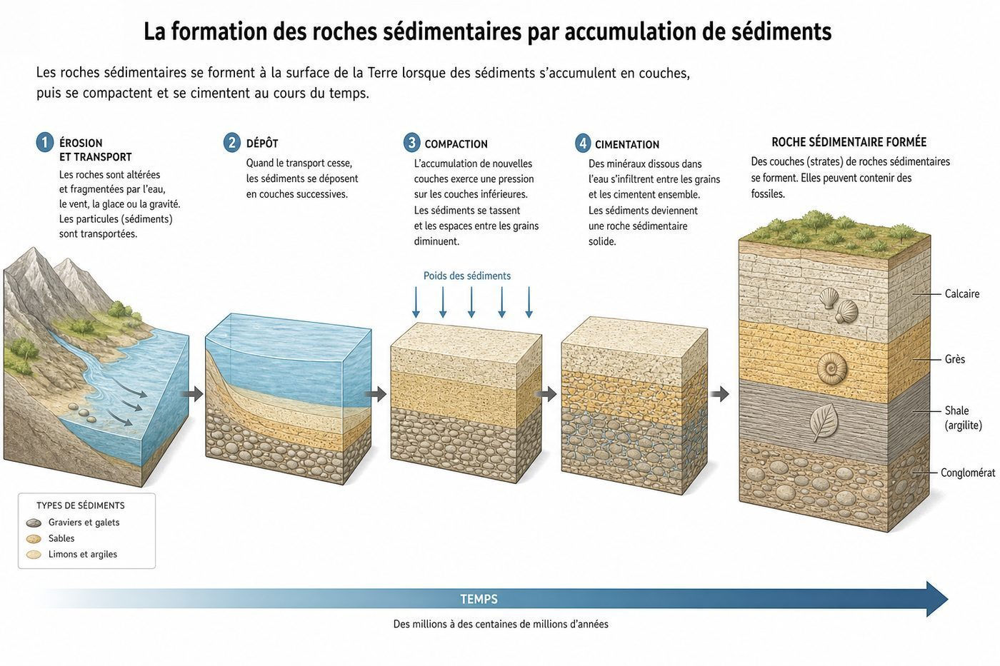 La formation des roches sédimentaires par accumulation de sédiments
Les roches sédimentaires se forment à la surface de la Terre lorsque des sédiments s’accumulent en couches,
puis se compactent et se cimentent au cours du temps.
1 ÉROSION
ET TRANSPORT
Les roches sont altérées
et fragmentées par l’eau,
le vent, la glace ou la gravité.
Les particules (sédiments)
sont transportées.
2 DÉPÔT
Quand le transport cesse,
les sédiments se déposent
en couches successives.
3 COMPACTION
L’accumulation de nouvelles
couches exerce une pression
sur les couches inférieures.
Les sédiments se tassent
et les espaces entre les grains
diminuent.
Poids des sédiments
4 CIMENTATION
Des minéraux dissous dans
l’eau s’infiltrent entre les grains
et les cimentent ensemble.
Les sédiments deviennent
une roche sédimentaire
solide.
ROCHE SÉDIMENTAIRE FORMÉE
Des couches (strates) de roches sédimentaires
se forment. Elles peuvent contenir des
fossiles.
Calcaire
Grès
Shale
(argilite)
Conglomérat
TYPES DE SÉDIMENTS
Graviers et galets
Sables
Limons et argiles
TEMPS
Des millions à des centaines de millions d’années